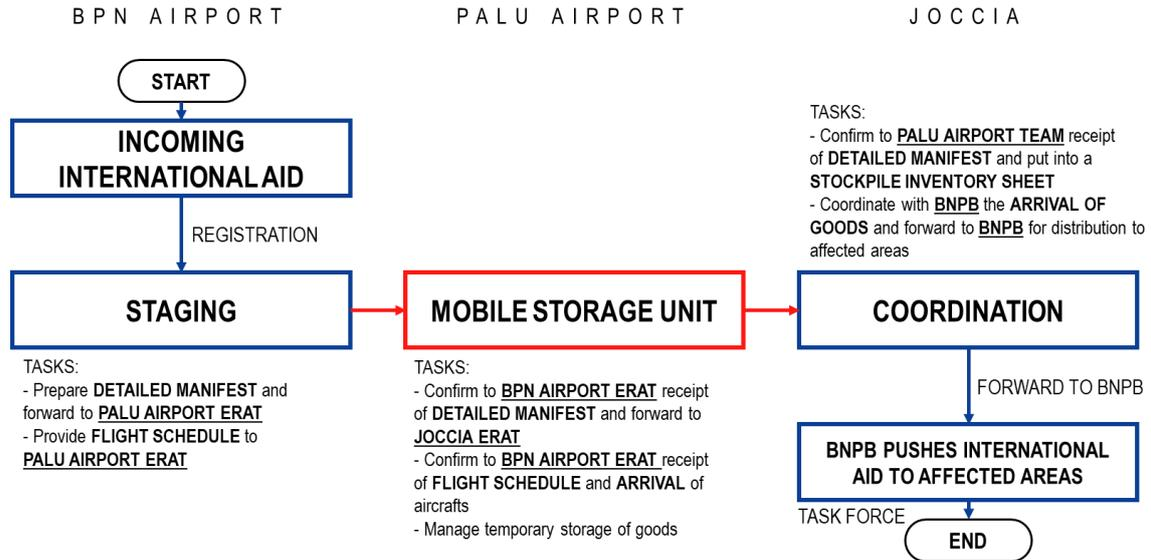 BPN AIRPORT
PALU AIRPORT
JOCCIA
START
INCOMING
INTERNATIONAL AID
REGISTRATION
STAGING
TASKS:
- Prepare DETAILED MANIFEST and
forward to PALU AIRPORT ERAT
- Provide FLIGHT SCHEDULE to
PALU AIRPORT ERAT
MOBILE STORAGE UNIT
TASKS:
- Confirm to BPN AIRPORT ERAT receipt
of DETAILED MANIFEST and forward to
JOCCIA ERAT
- Confirm to BPN AIRPORT ERAT receipt
of FLIGHT SCHEDULE and ARRIVAL of
aircrafts
- Manage temporary storage of goods
TASKS:
- Confirm to PALU AIRPORT TEAM receipt
of DETAILED MANIFEST and put into a
STOCKPILE INVENTORY SHEET
- Coordinate with BNPB the ARRIVAL OF
GOODS and forward to BNPB for distribution to
affected areas
COORDINATION
FORWARD TO BNPB
BNPB PUSHES INTERNATIONAL
AID TO AFFECTED AREAS
TASK FORCE
END